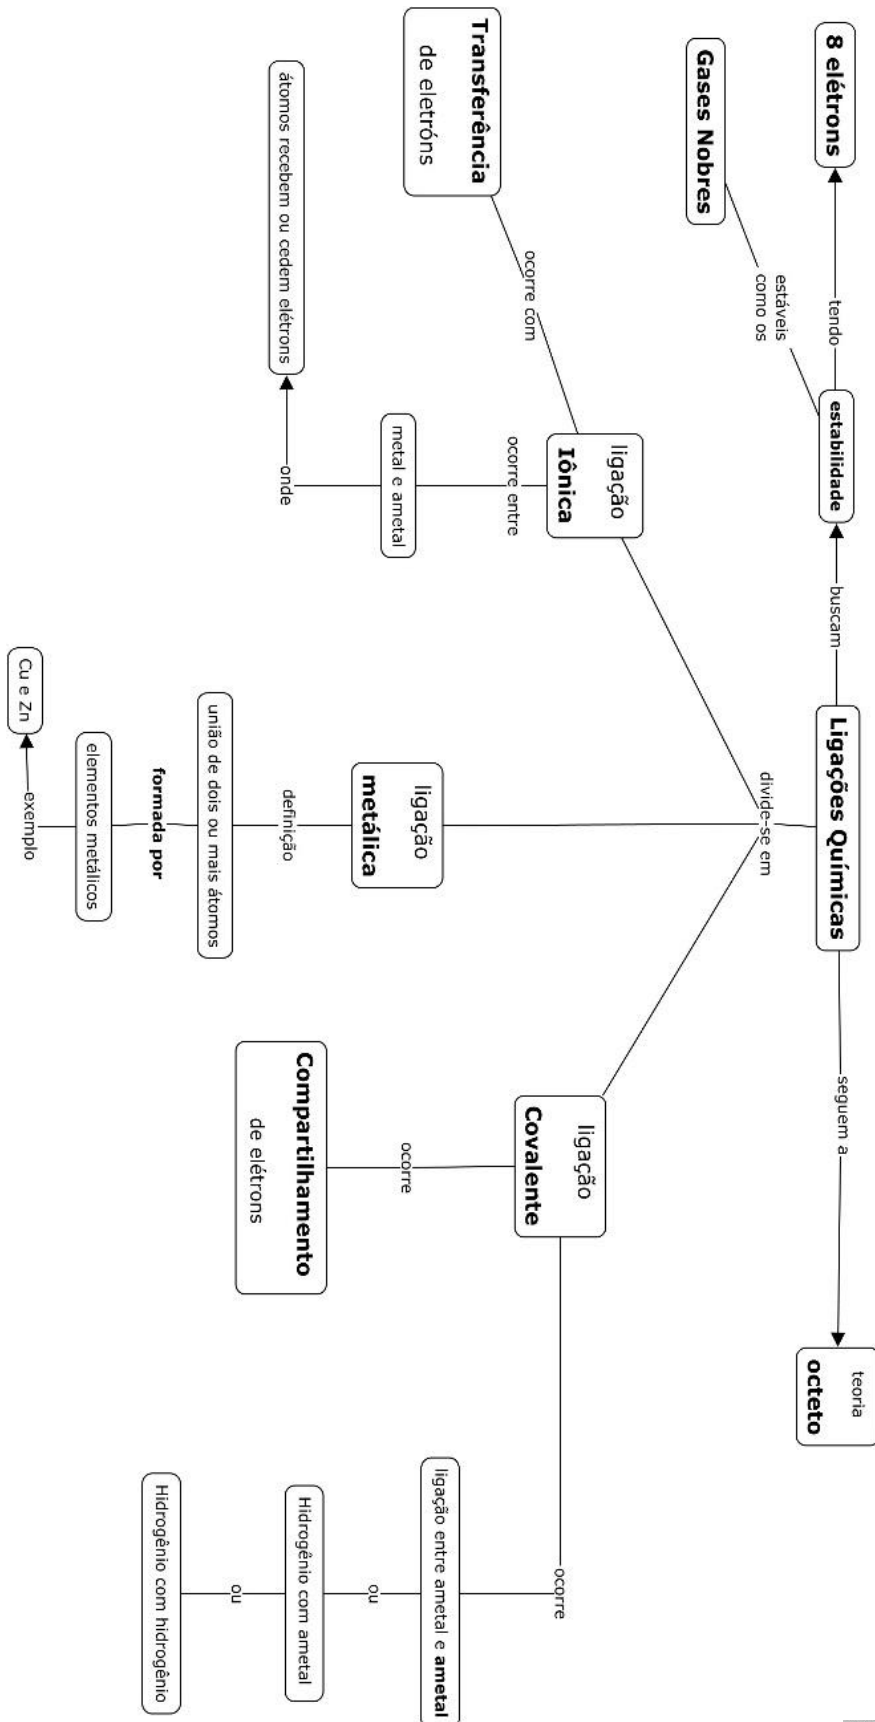 8 elétrons
tendo
estabilidade
buscam
Ligações Químicas
seguem a
teoria
octeto
Gases Nobres
estáveis
como os
divide-se em
Transferência
de eletróns
ocorre com
ligação
Iônica
ocorre entre
metal e ametal
onde
átomos recebem ou cedem elétrons
ligação
metálica
definição
união de dois ou mais átomos
formada por
elementos metálicos
exemplo
Cu e Zn
ligação
Covalente
ocorre
Compartilhamento
de elétrons
ocorre
ligação entre ametal e ametal
ou
Hidrogênio com ametal
ou
Hidrogênio com hidrogênio